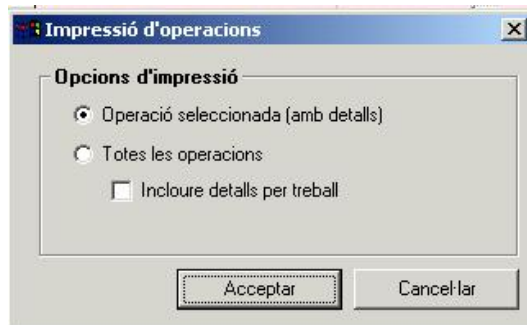 Impressió d'operacions
Opcions d'impressió
Operació seleccionada (amb detalls)
Totes les operacions
Incloure detalls per treball
Acceptar Cancel·lar